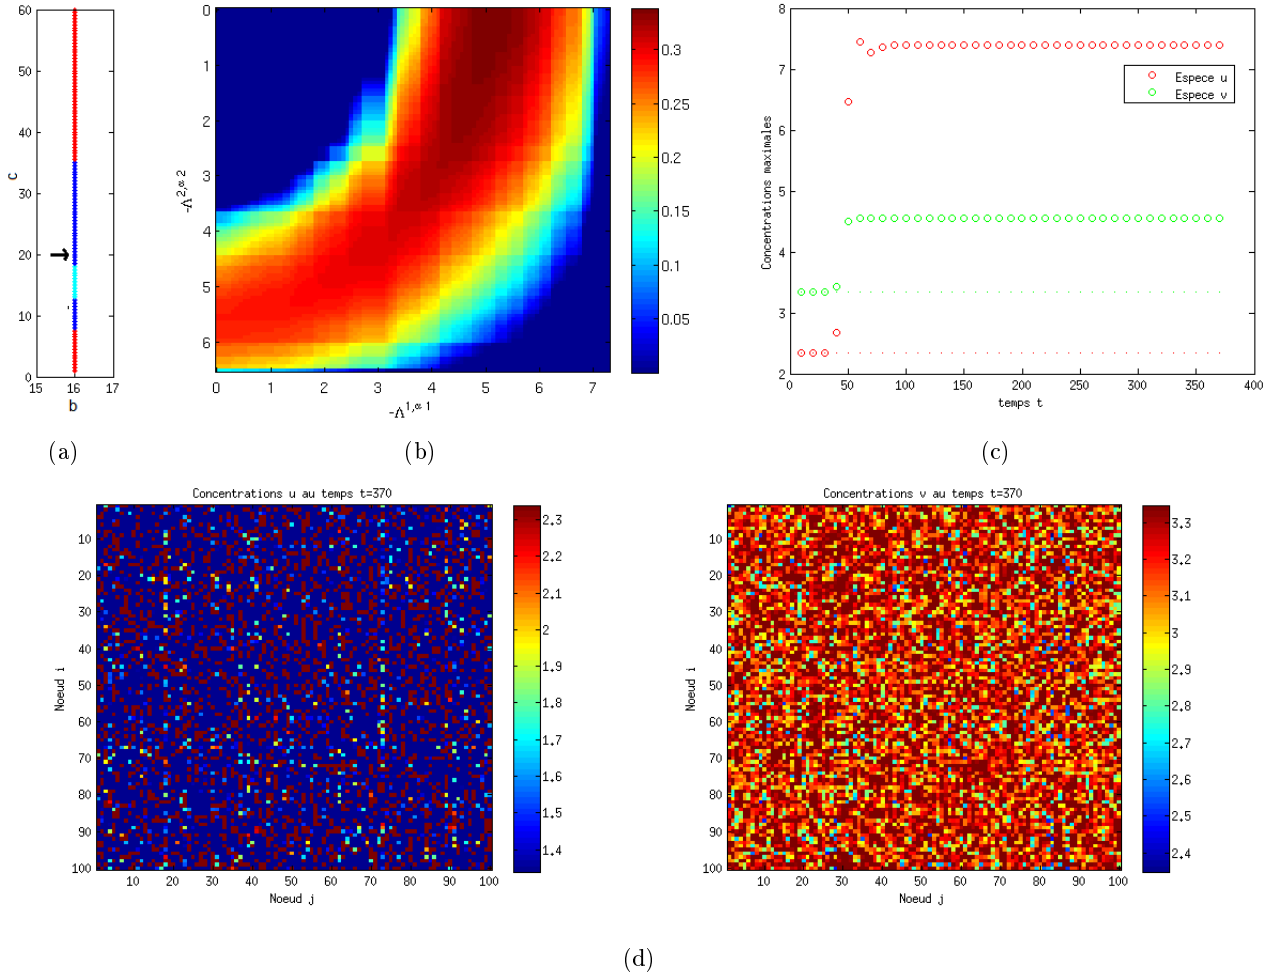 60
50
40
30
20
10
0
c
15 16 17
b
(a)
0
1
2
3
4
5
6
-Λ^2,α 2
0 1 2 3 4 5 6 7
-Λ^1,α 1
0.3
0.25
0.2
0.15
0.1
0.05
(b)
8
7
6
5
4
3
2
Concentrations maximales
Espece u
Espece v
0 50 100 150 200 250 300 350 400
temps t
(c)
Concentrations u au temps t=370
10
20
30
40
50
60
70
80
90
100
Noeud i
10 20 30 40 50 60 70 80 90 100
Noeud j
2.3
2.2
2.1
2
1.9
1.8
1.7
1.6
1.5
1.4
Concentrations v au temps t=370
10
20
30
40
50
60
70
80
90
100
Noeud i
10 20 30 40 50 60 70 80 90 100
Noeud j
3.3
3.2
3.1
3
2.9
2.8
2.7
2.6
2.5
2.4
(d)